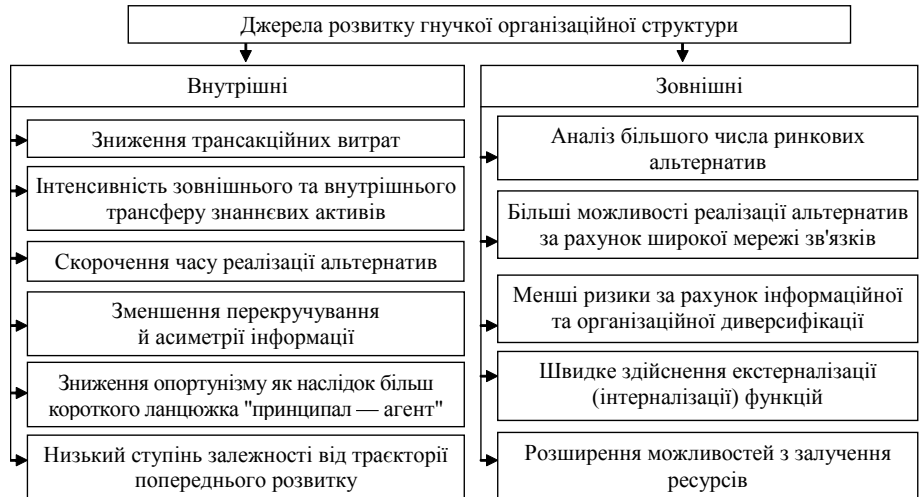 Джерела розвитку гнучкої організаційної структури
Внутрішні
Зниження трансакційних витрат
Інтенсивність зовнішнього та внутрішнього
трансферу знаннєвих активів
Скорочення часу реалізації альтернатив
Зменшення перекручування
й асиметрії інформації
Зниження опортунізму як наслідок більш
короткого ланцюжка "принципал — агент"
Низький ступінь залежності від траєкторії
попереднього розвитку
Зовнішні
Аналіз більшого числа ринкових
альтернатив
Більші можливості реалізації альтернатив
за рахунок широкої мережі зв'язків
Менші ризики за рахунок інформаційної
та організаційної диверсифікації
Швидке здійснення екстерналізації
(інтерналізації) функцій
Розширення можливостей з залучення
ресурсів